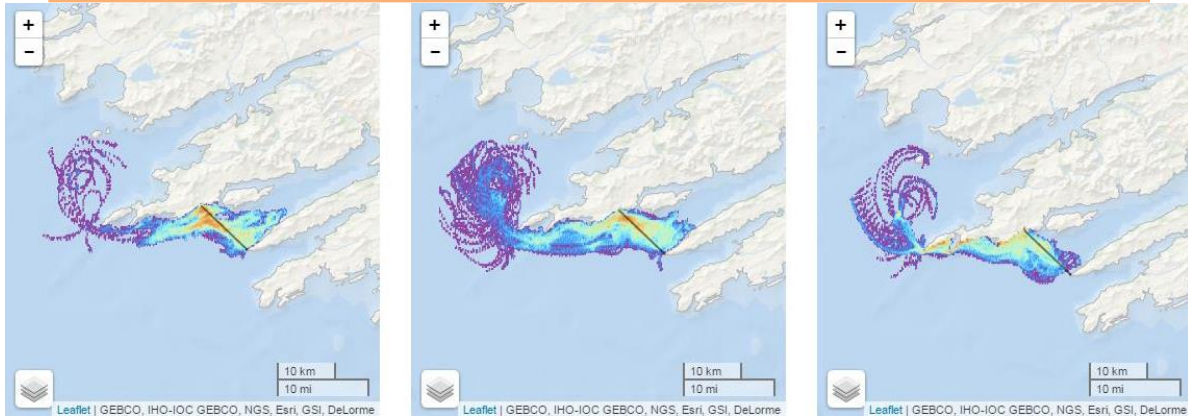 +
−
10 km
10 mi
Leaflet | GEBCO, IHO-IOC GEBCO, NGS, Esri, GSI, DeLorme
+
−
10 km
10 mi
Leaflet | GEBCO, IHO-IOC GEBCO, NGS, Esri, GSI, DeLorme
+
−
10 km
10 mi
Leaflet | GEBCO, IHO-IOC GEBCO, NGS, Esri, GSI, DeLorme